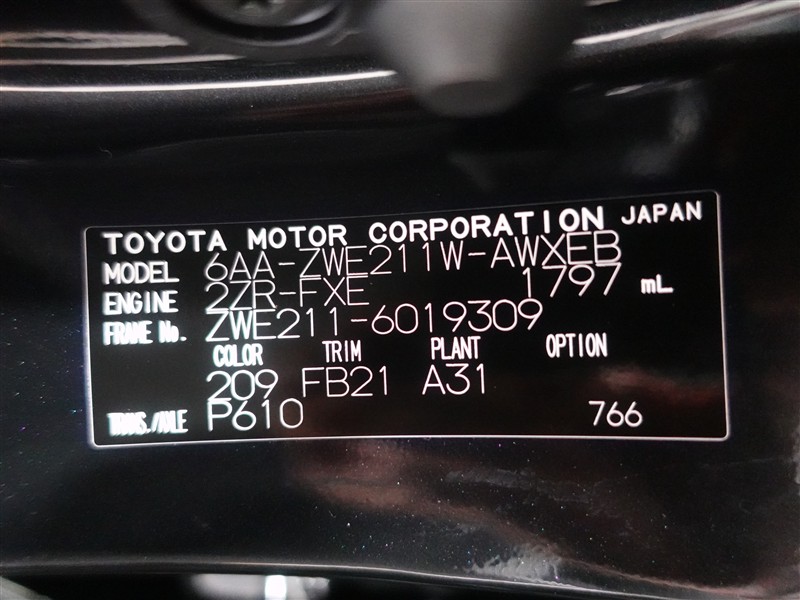 TOYOTA MOTOR CORPORATION JAPAN
MODEL 6AA-ZWE211W-AWXEB
ENGINE 2ZR-FXE 1797 mL
FRAME No. ZWE211-6019309
COLOR TRIM PLANT OPTION
209 FB21 A31
TRANS./AXLE P610 766